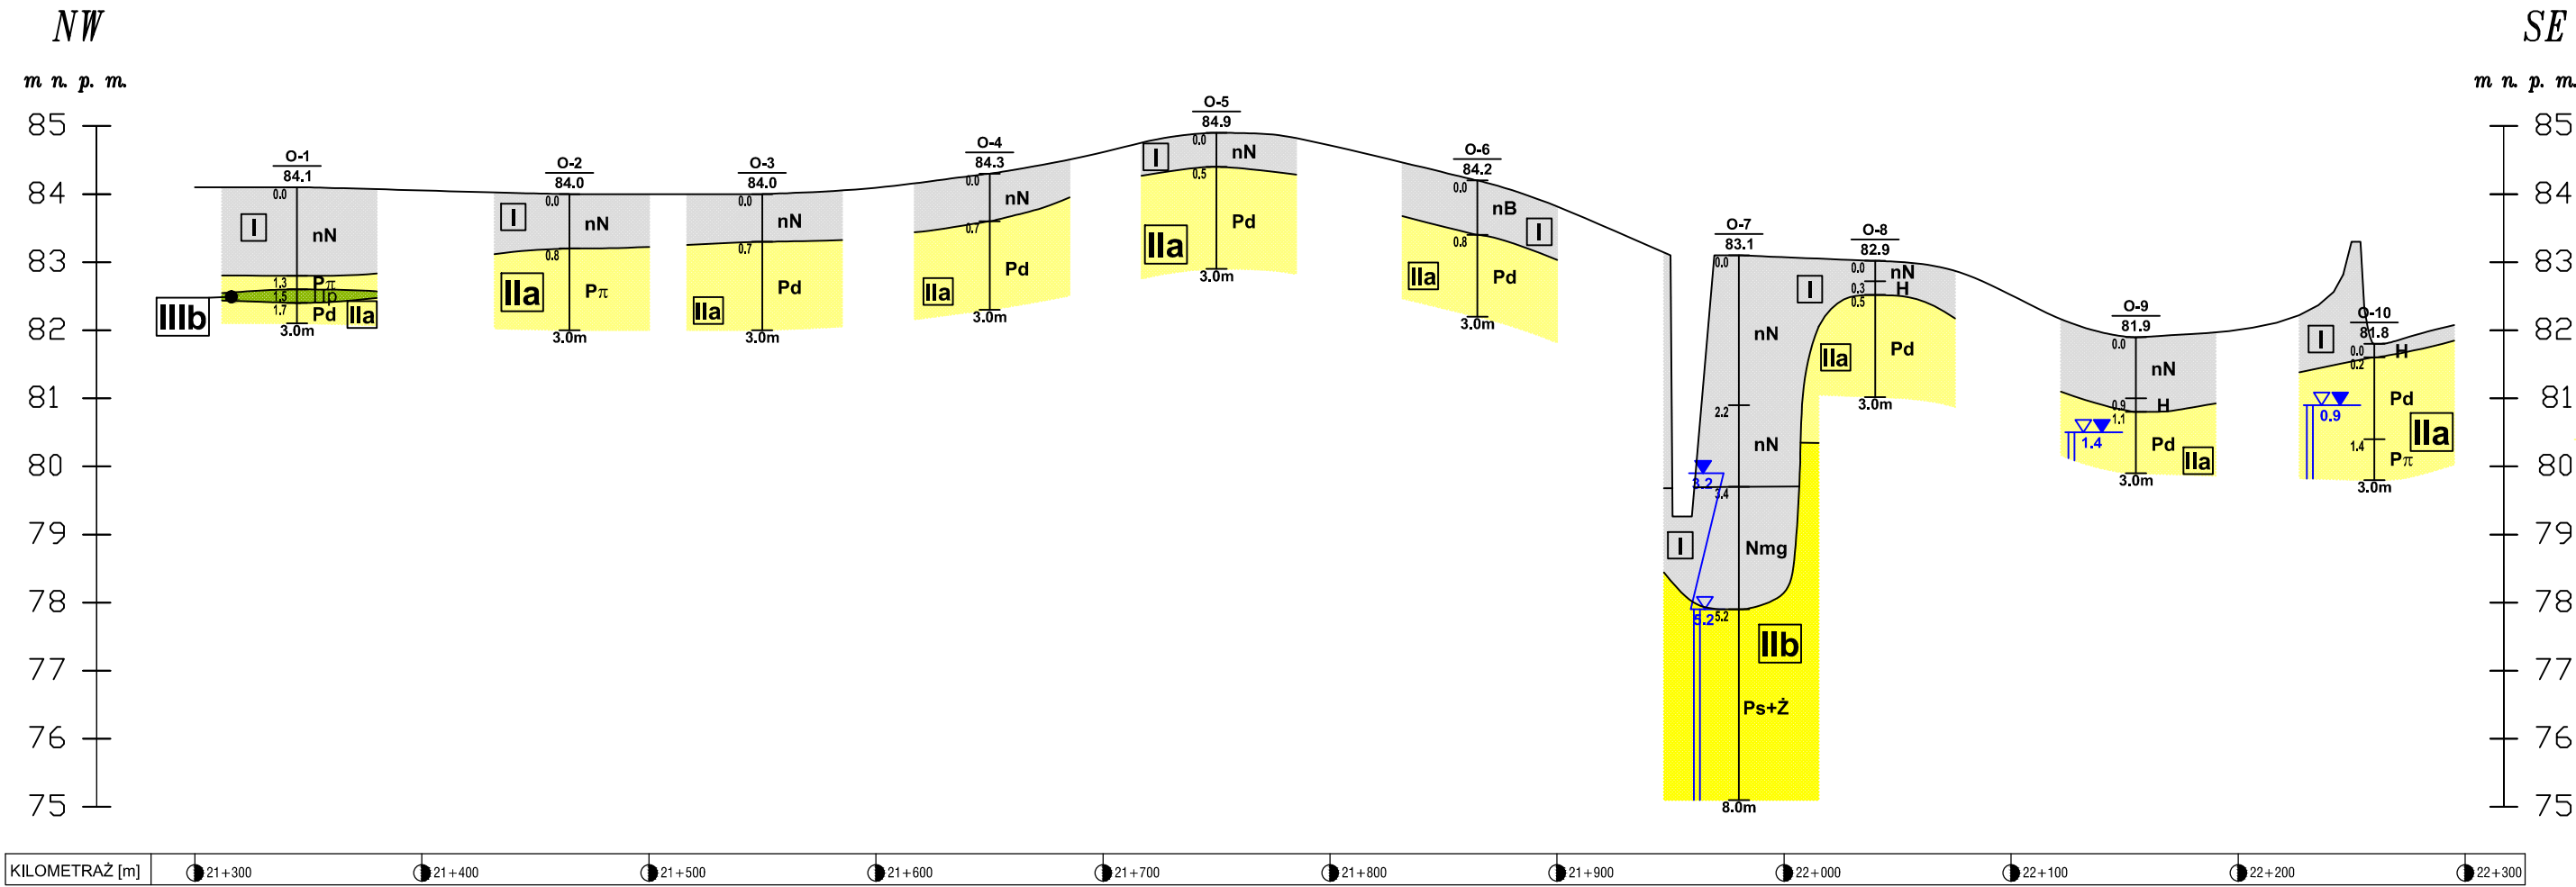 NW
SE
m n. p. m.
m n. p. m.
85
84
83
82
81
80
79
78
77
76
75
O-1
84.1
0.0
I
nN
1.3
Pπ
1.5
Πp
1.7
Pd
IIa
IIIb
3.0m
O-2
84.0
0.0
I
nN
0.8
IIa
Pπ
3.0m
O-3
84.0
0.0
nN
0.7
IIa
Pd
3.0m
O-4
84.3
0.0
nN
0.7
IIa
Pd
3.0m
O-5
84.9
0.0
I
nN
0.5
IIa
Pd
3.0m
O-6
84.2
0.0
nB
I
0.8
IIa
Pd
3.0m
O-7
83.1
0.0
nN
2.2
nN
3.2
3.4
I
Nmg
5.2
5.2
IIb
Ps+Ż
8.0m
O-8
82.9
0.0
I
nN
0.3
H
0.5
IIa
Pd
3.0m
O-9
81.9
0.0
nN
0.9
H
1.1
1.4
Pd
IIa
3.0m
O-10
81.8
0.0
I
H
0.2
Pd
0.9
IIa
1.4
Pπ
3.0m
85
84
83
82
81
80
79
78
77
76
75
KILOMETRAŻ [m] 21+300 21+400 21+500 21+600 21+700 21+800 21+900 22+000 22+100 22+200 22+300